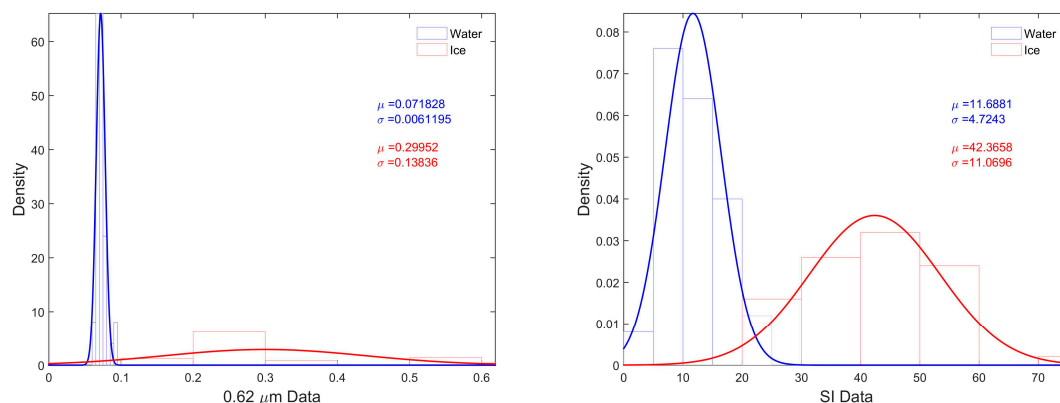 60
50
40
30
20
10
0
Density
0 0.1 0.2 0.3 0.4 0.5 0.6
0.62 μm Data
Water
Ice
μ =0.071828
σ =0.0061195
μ =0.29952
σ =0.13836
0.08
0.07
0.06
0.05
0.04
0.03
0.02
0.01
0
Density
0 10 20 30 40 50 60 70
SI Data
Water
Ice
μ =11.6881
σ =4.7243
μ =42.3658
σ =11.0696